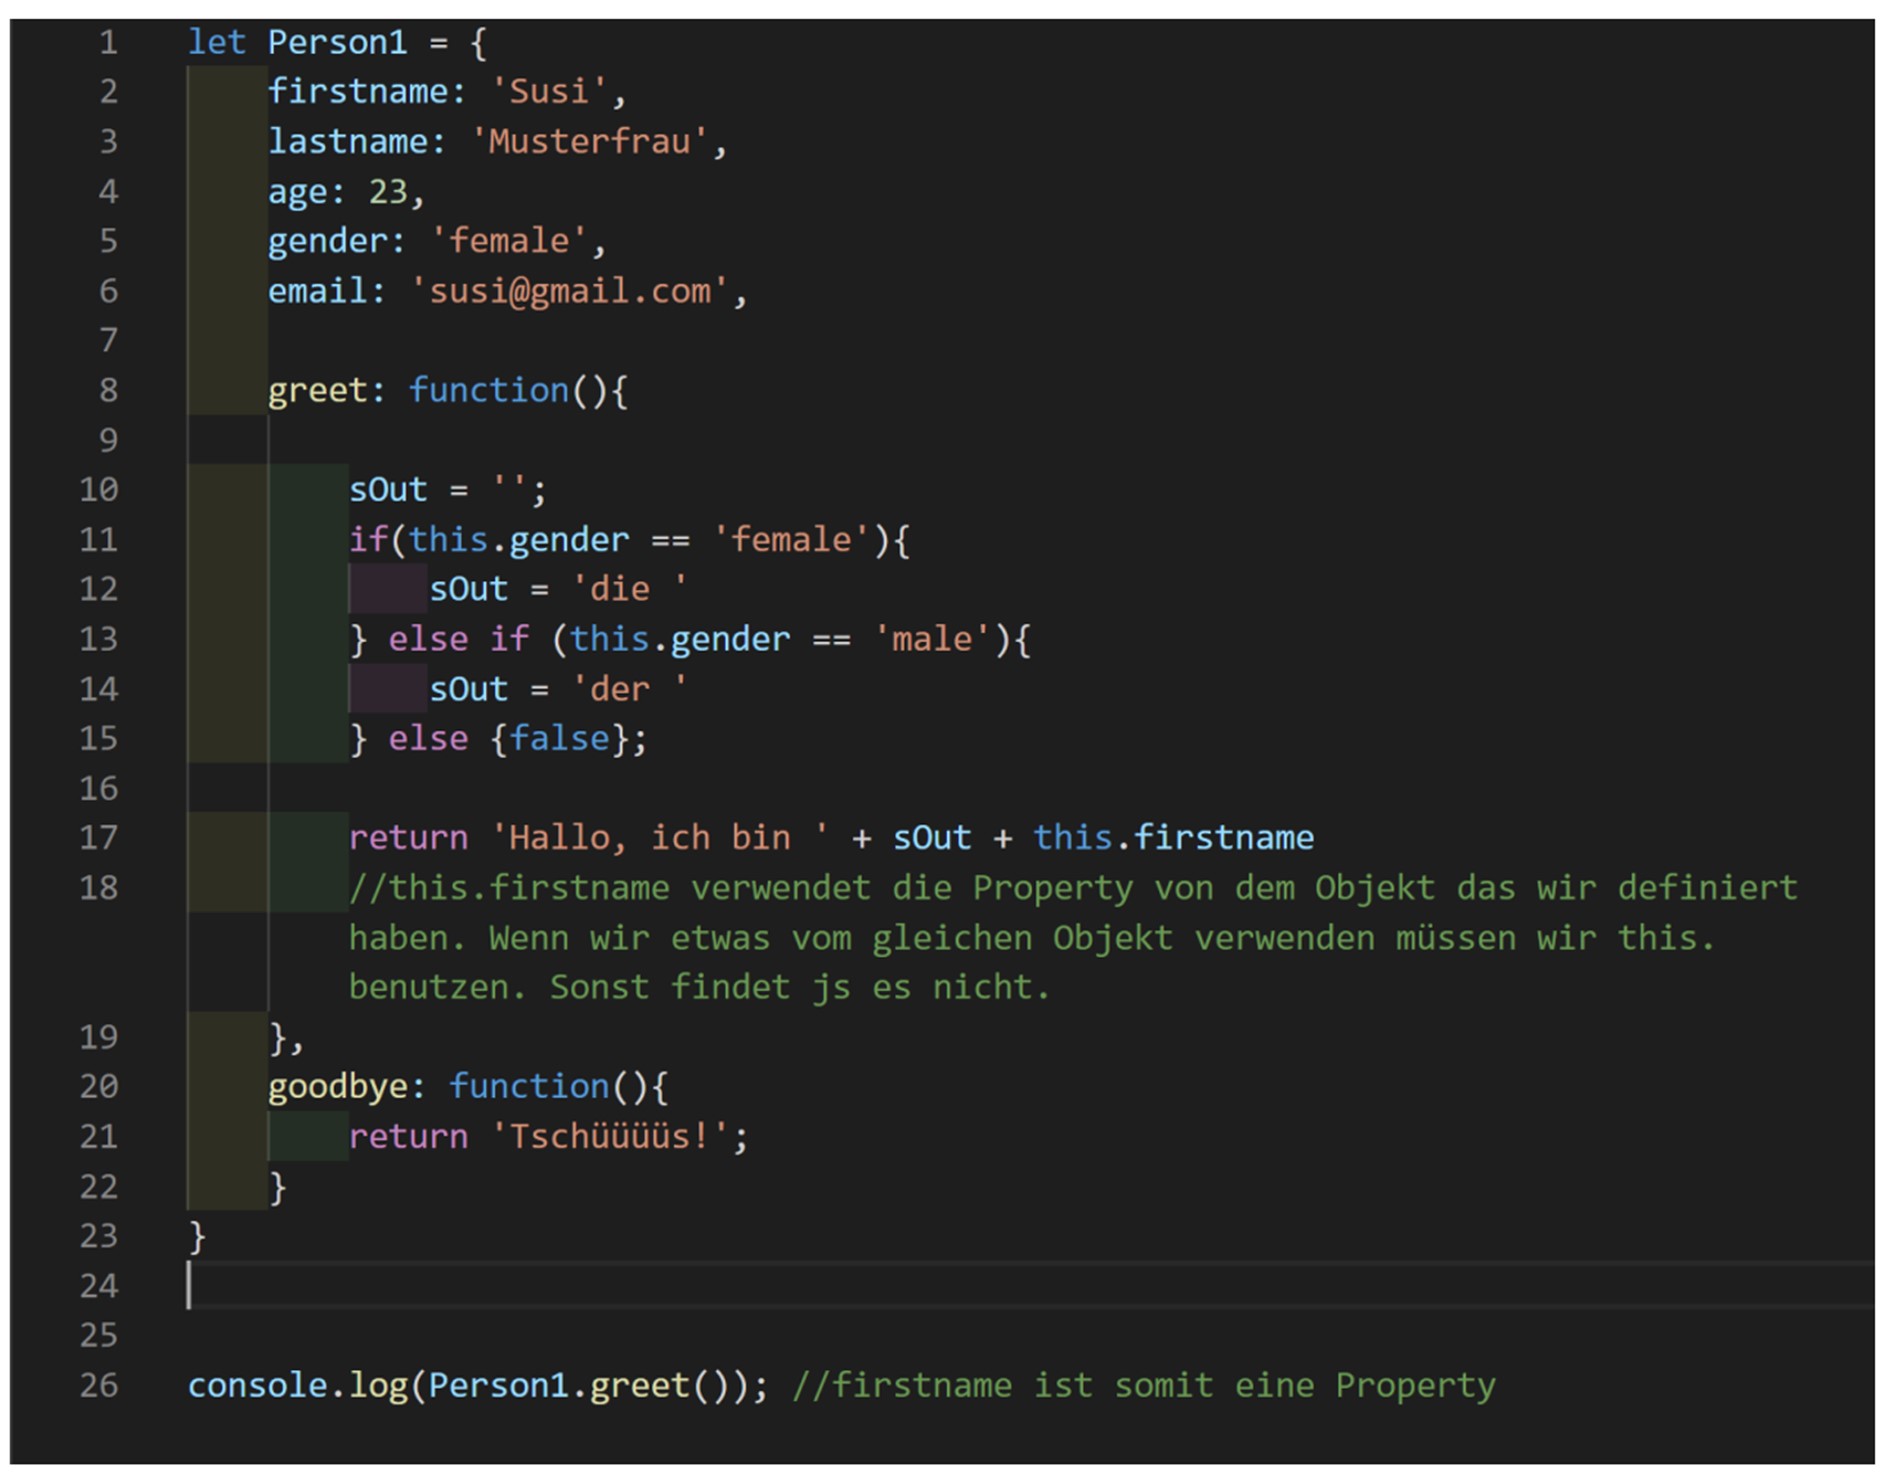 1 let Person1 = {
2 firstname: 'Susi',
3 lastname: 'Musterfrau',
4 age: 23,
5 gender: 'female',
6 email: 'susi@gmail.com',
7
8 greet: function(){
9
10 sOut = '';
11 if(this.gender == 'female'){
12 sOut = 'die '
13 } else if (this.gender == 'male'){
14 sOut = 'der '
15 } else {false};
16
17 return 'Hallo, ich bin ' + sOut + this.firstname
18 //this.firstname verwendet die Property von dem Objekt das wir definiert
haben. Wenn wir etwas vom gleichen Objekt verwenden müssen wir this.
benutzen. Sonst findet js es nicht.
19 },
20 goodbye: function(){
21 return 'Tschüüüüs!';
22 }
23 }
24
25
26 console.log(Person1.greet()); //firstname ist somit eine Property